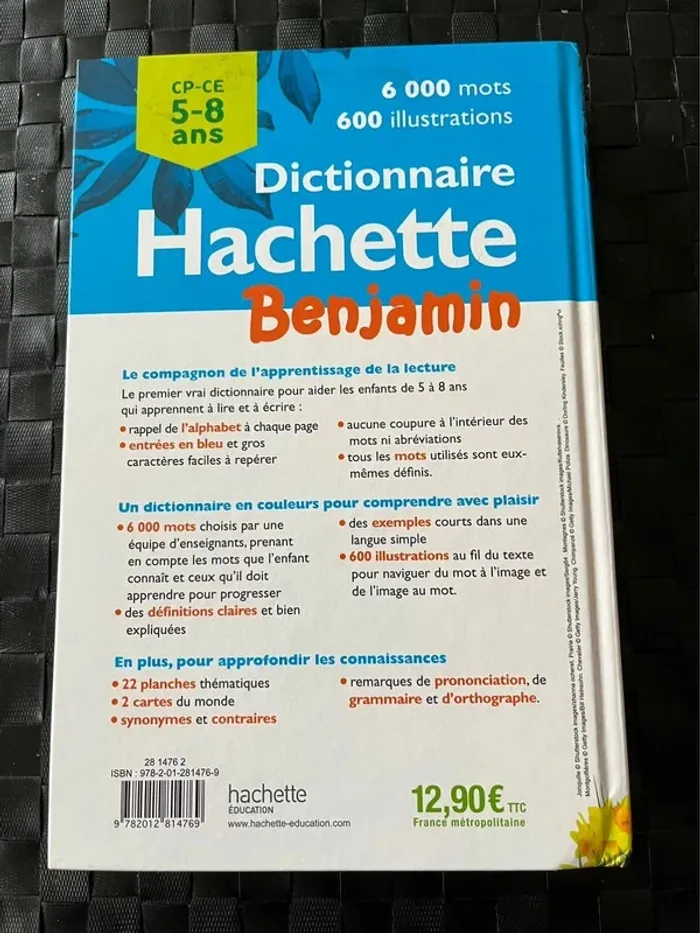 CP-CE
5-8
ans
6 000 mots
600 illustrations
Dictionnaire
Hachette
Benjamin
Le compagnon de l'apprentissage de la lecture
Le premier vrai dictionnaire pour aider les enfants de 5 à 8 ans
qui apprennent à lire et à écrire :
• rappel de l'alphabet à chaque page
• entrées en bleu et gros
caractères faciles à repérer
• aucune coupure à l'intérieur des
mots ni abréviations
• tous les mots utilisés sont eux-
mêmes définis.
Un dictionnaire en couleurs pour comprendre avec plaisir
• 6 000 mots choisis par une
équipe d'enseignants, prenant
en compte les mots que l'enfant
connaît et ceux qu'il doit
apprendre pour progresser
• des définitions claires et bien
expliquées
• des exemples courts dans une
langue simple
• 600 illustrations au fil du texte
pour naviguer du mot à l'image et
de l'image au mot.
En plus, pour approfondir les connaissances
• 22 planches thématiques
• 2 cartes du monde
• synonymes et contraires
• remarques de prononciation, de
grammaire et d'orthographe.
28 1476 2
ISBN : 978-2-01-281476-9
9 782012 814769
hachette
ÉDUCATION
www.hachette-education.com
12,90 € TTC
France métropolitaine